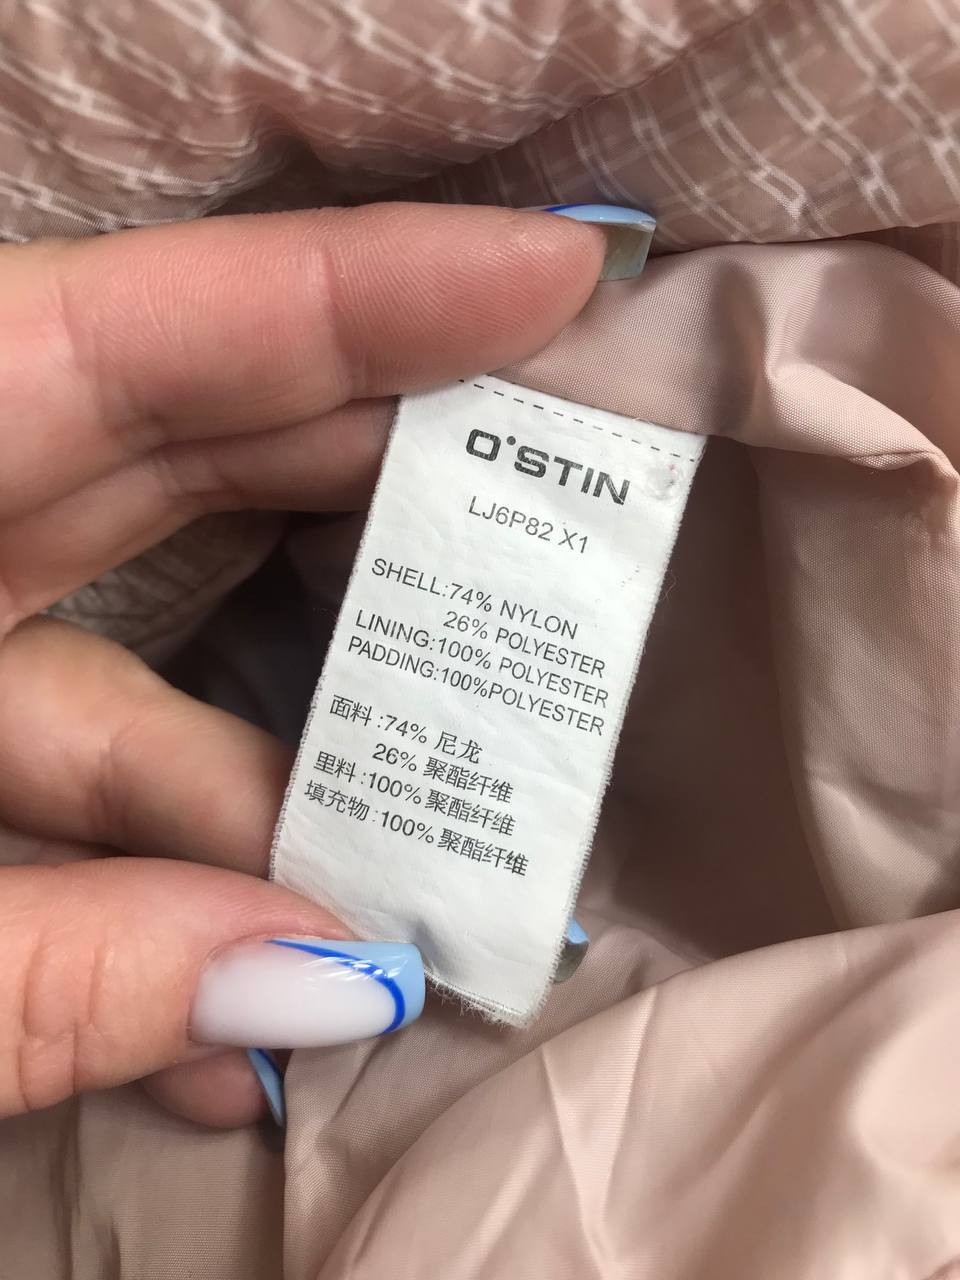 O'STIN
LJ6P82 X1
SHELL:74% NYLON
26% POLYESTER
LINING:100% POLYESTER
PADDING:100%POLYESTER
面料:74% 尼龙
26% 聚酯纤维
里料:100% 聚酯纤维
填充物:100% 聚酯纤维